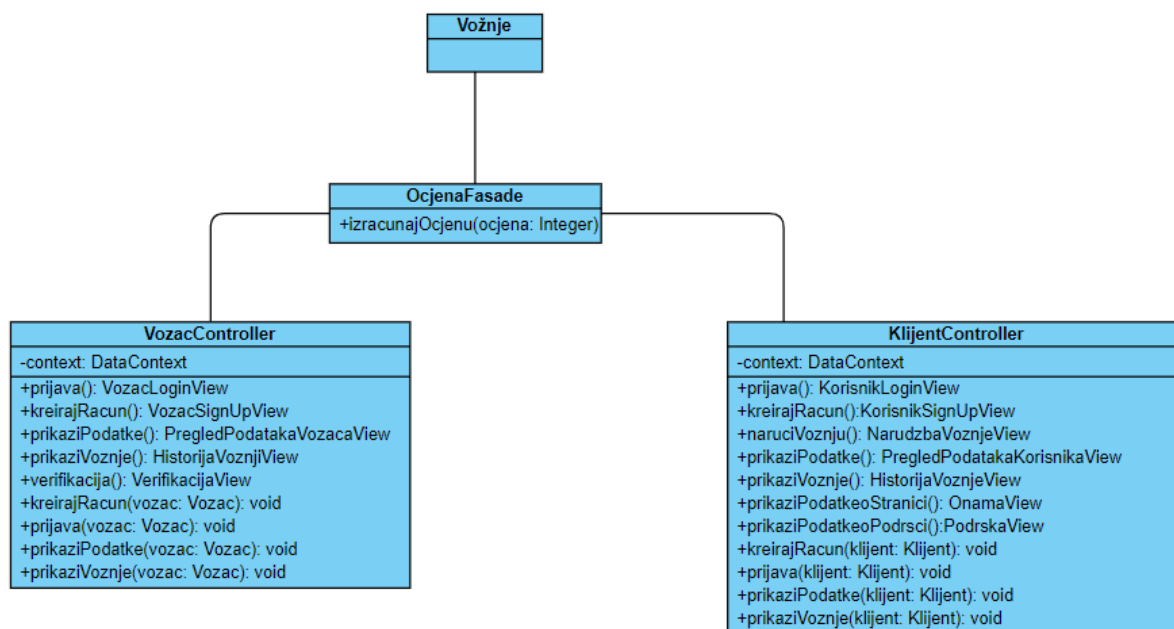 Vožnje
OcjenaFasade
+izracunajOcjenu(ocjena: Integer)
VozacController
-context: DataContext
+prijava(): VozacLoginView
+kreirajRacun(): VozacSignUpView
+prikaziPodatke(): PregledPodatakaVozacaView
+prikaziVoznje(): HistorijaVoznjiView
+verifikacija(): VerifikacijaView
+kreirajRacun(vozac: Vozac): void
+prijava(vozac: Vozac): void
+prikaziPodatke(vozac: Vozac): void
+prikaziVoznje(vozac: Vozac): void
KlijentController
-context: DataContext
+prijava(): KorisnikLoginView
+kreirajRacun():KorisnikSignUpView
+naruciVoznju(): NarudzbaVoznjeView
+prikaziPodatke(): PregledPodatakaKorisnikaView
+prikaziVoznje(): HistorijaVoznjeView
+prikaziPodatkeoStranici(): OnamaView
+prikaziPodatkeoPodrsci():PodrskaView
+kreirajRacun(klijent: Klijent): void
+prijava(klijent: Klijent): void
+prikaziPodatke(klijent: Klijent): void
+prikaziVoznje(klijent: Klijent): void